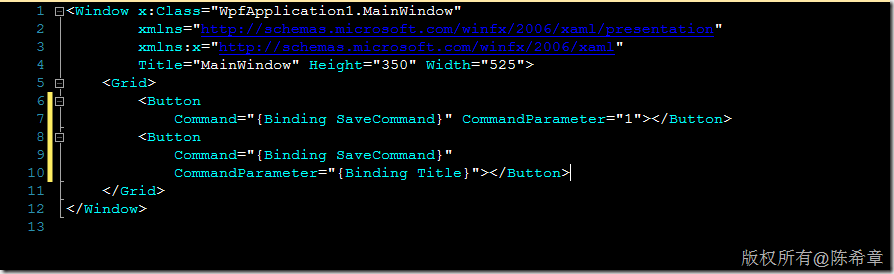 1 <Window x:Class="WpfApplication1.MainWindow"
2 xmlns="http://schemas.microsoft.com/winfx/2006/xaml/presentation"
3 xmlns:x="http://schemas.microsoft.com/winfx/2006/xaml"
4 Title="MainWindow" Height="350" Width="525">
5 <Grid>
6 <Button
7 Command="{Binding SaveCommand}" CommandParameter="1"></Button>
8 <Button
9 Command="{Binding SaveCommand}"
10 CommandParameter="{Binding Title}"></Button>
11 </Grid>
12 </Window>
13
版权所有@陈希章